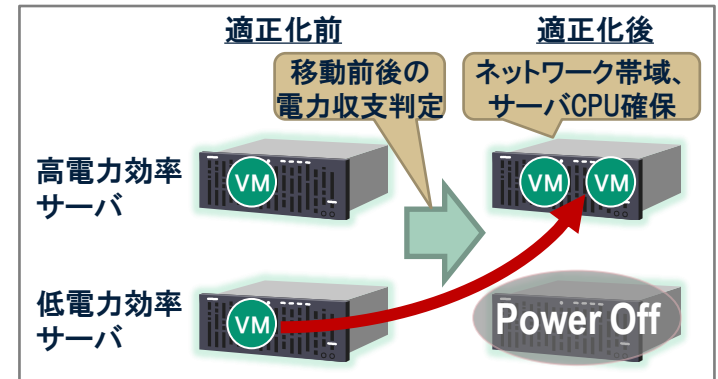 適正化前
適正化後
移動前後の
電力収支判定
ネットワーク帯域、
サーバCPU確保
高電力効率
サーバ
VM
VM
VM
低電力効率
サーバ
VM
Power Off